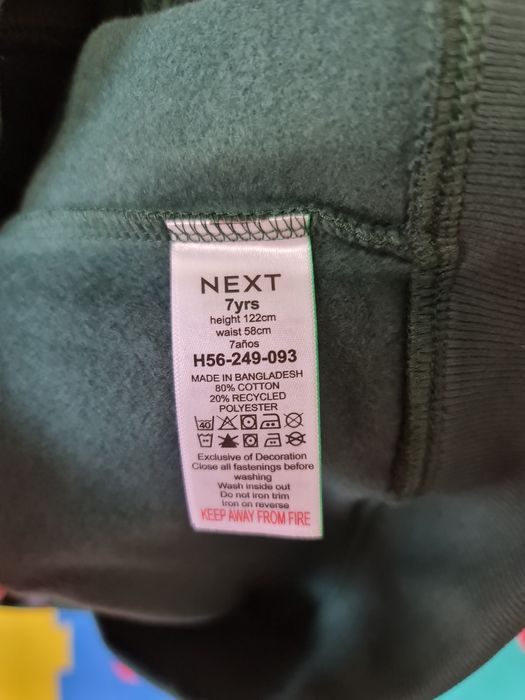 NEXT
7yrs
height 122cm
waist 58cm
7años
H56-249-093
MADE IN BANGLADESH
80% COTTON
20% RECYCLED
POLYESTER
40
Exclusive of Decoration
Close all fastenings before
washing
Wash inside out
Do not iron trim
Iron on reverse
KEEP AWAY FROM FIRE